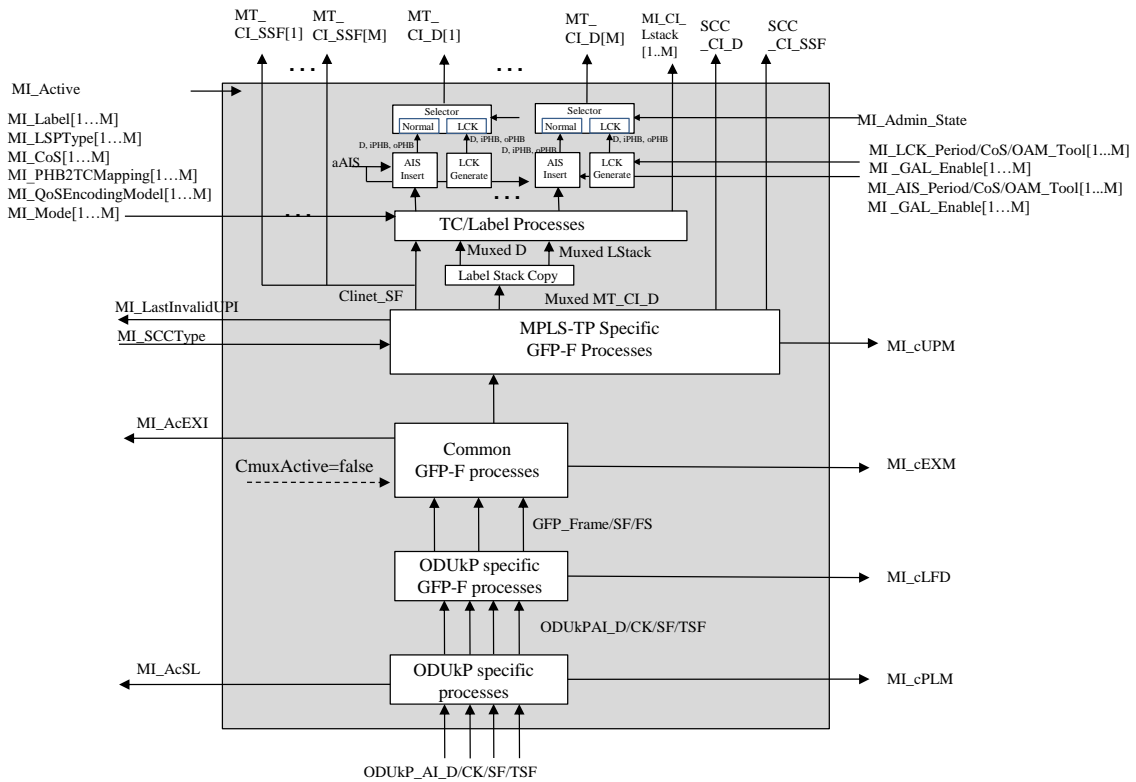 MT_
CI_SSF[1]
MT_
CI_SSF[M]
MT_
CI_D[1]
MT_
CI_D[M]
MI_CI_
Lstack
[1..M]
SCC
_CI_D
SCC
_CI_SSF
. . .
. . .
MI_Active
MI_Label[1…M]
MI_LSPType[1…M]
MI_CoS[1…M]
MI_PHB2TCMapping[1…M]
MI_QoSEncodingModel[1…M]
MI_Mode[1…M]
Selector
Normal
LCK
Selector
Normal
LCK
MI_Admin_State
D, iPHB, oPHB
D, iPHB, oPHB
D, iPHB, oPHB
D, iPHB, oPHB
aAIS
AIS
Insert
LCK
Generate
AIS
Insert
LCK
Generate
MI_LCK_Period/CoS/OAM_Tool[1...M]
MI_GAL_Enable[1…M]
MI_AIS_Period/CoS/OAM_Tool[1...M]
MI _GAL_Enable[1…M]
. . .
. . .
TC/Label Processes
Muxed D
Muxed LStack
Label Stack Copy
Clinet_SF
Muxed MT_CI_D
MI_LastInvalidUPI
MI_SCCType
MPLS-TP Specific
GFP-F Processes
MI_cUPM
MI_AcEXI
Common
GFP-F processes
CmuxActive=false
MI_cEXM
GFP_Frame/SF/FS
ODUkP specific
GFP-F processes
MI_cLFD
ODUkPAI_D/CK/SF/TSF
MI_AcSL
ODUkP specific
processes
MI_cPLM
ODUkP_AI_D/CK/SF/TSF